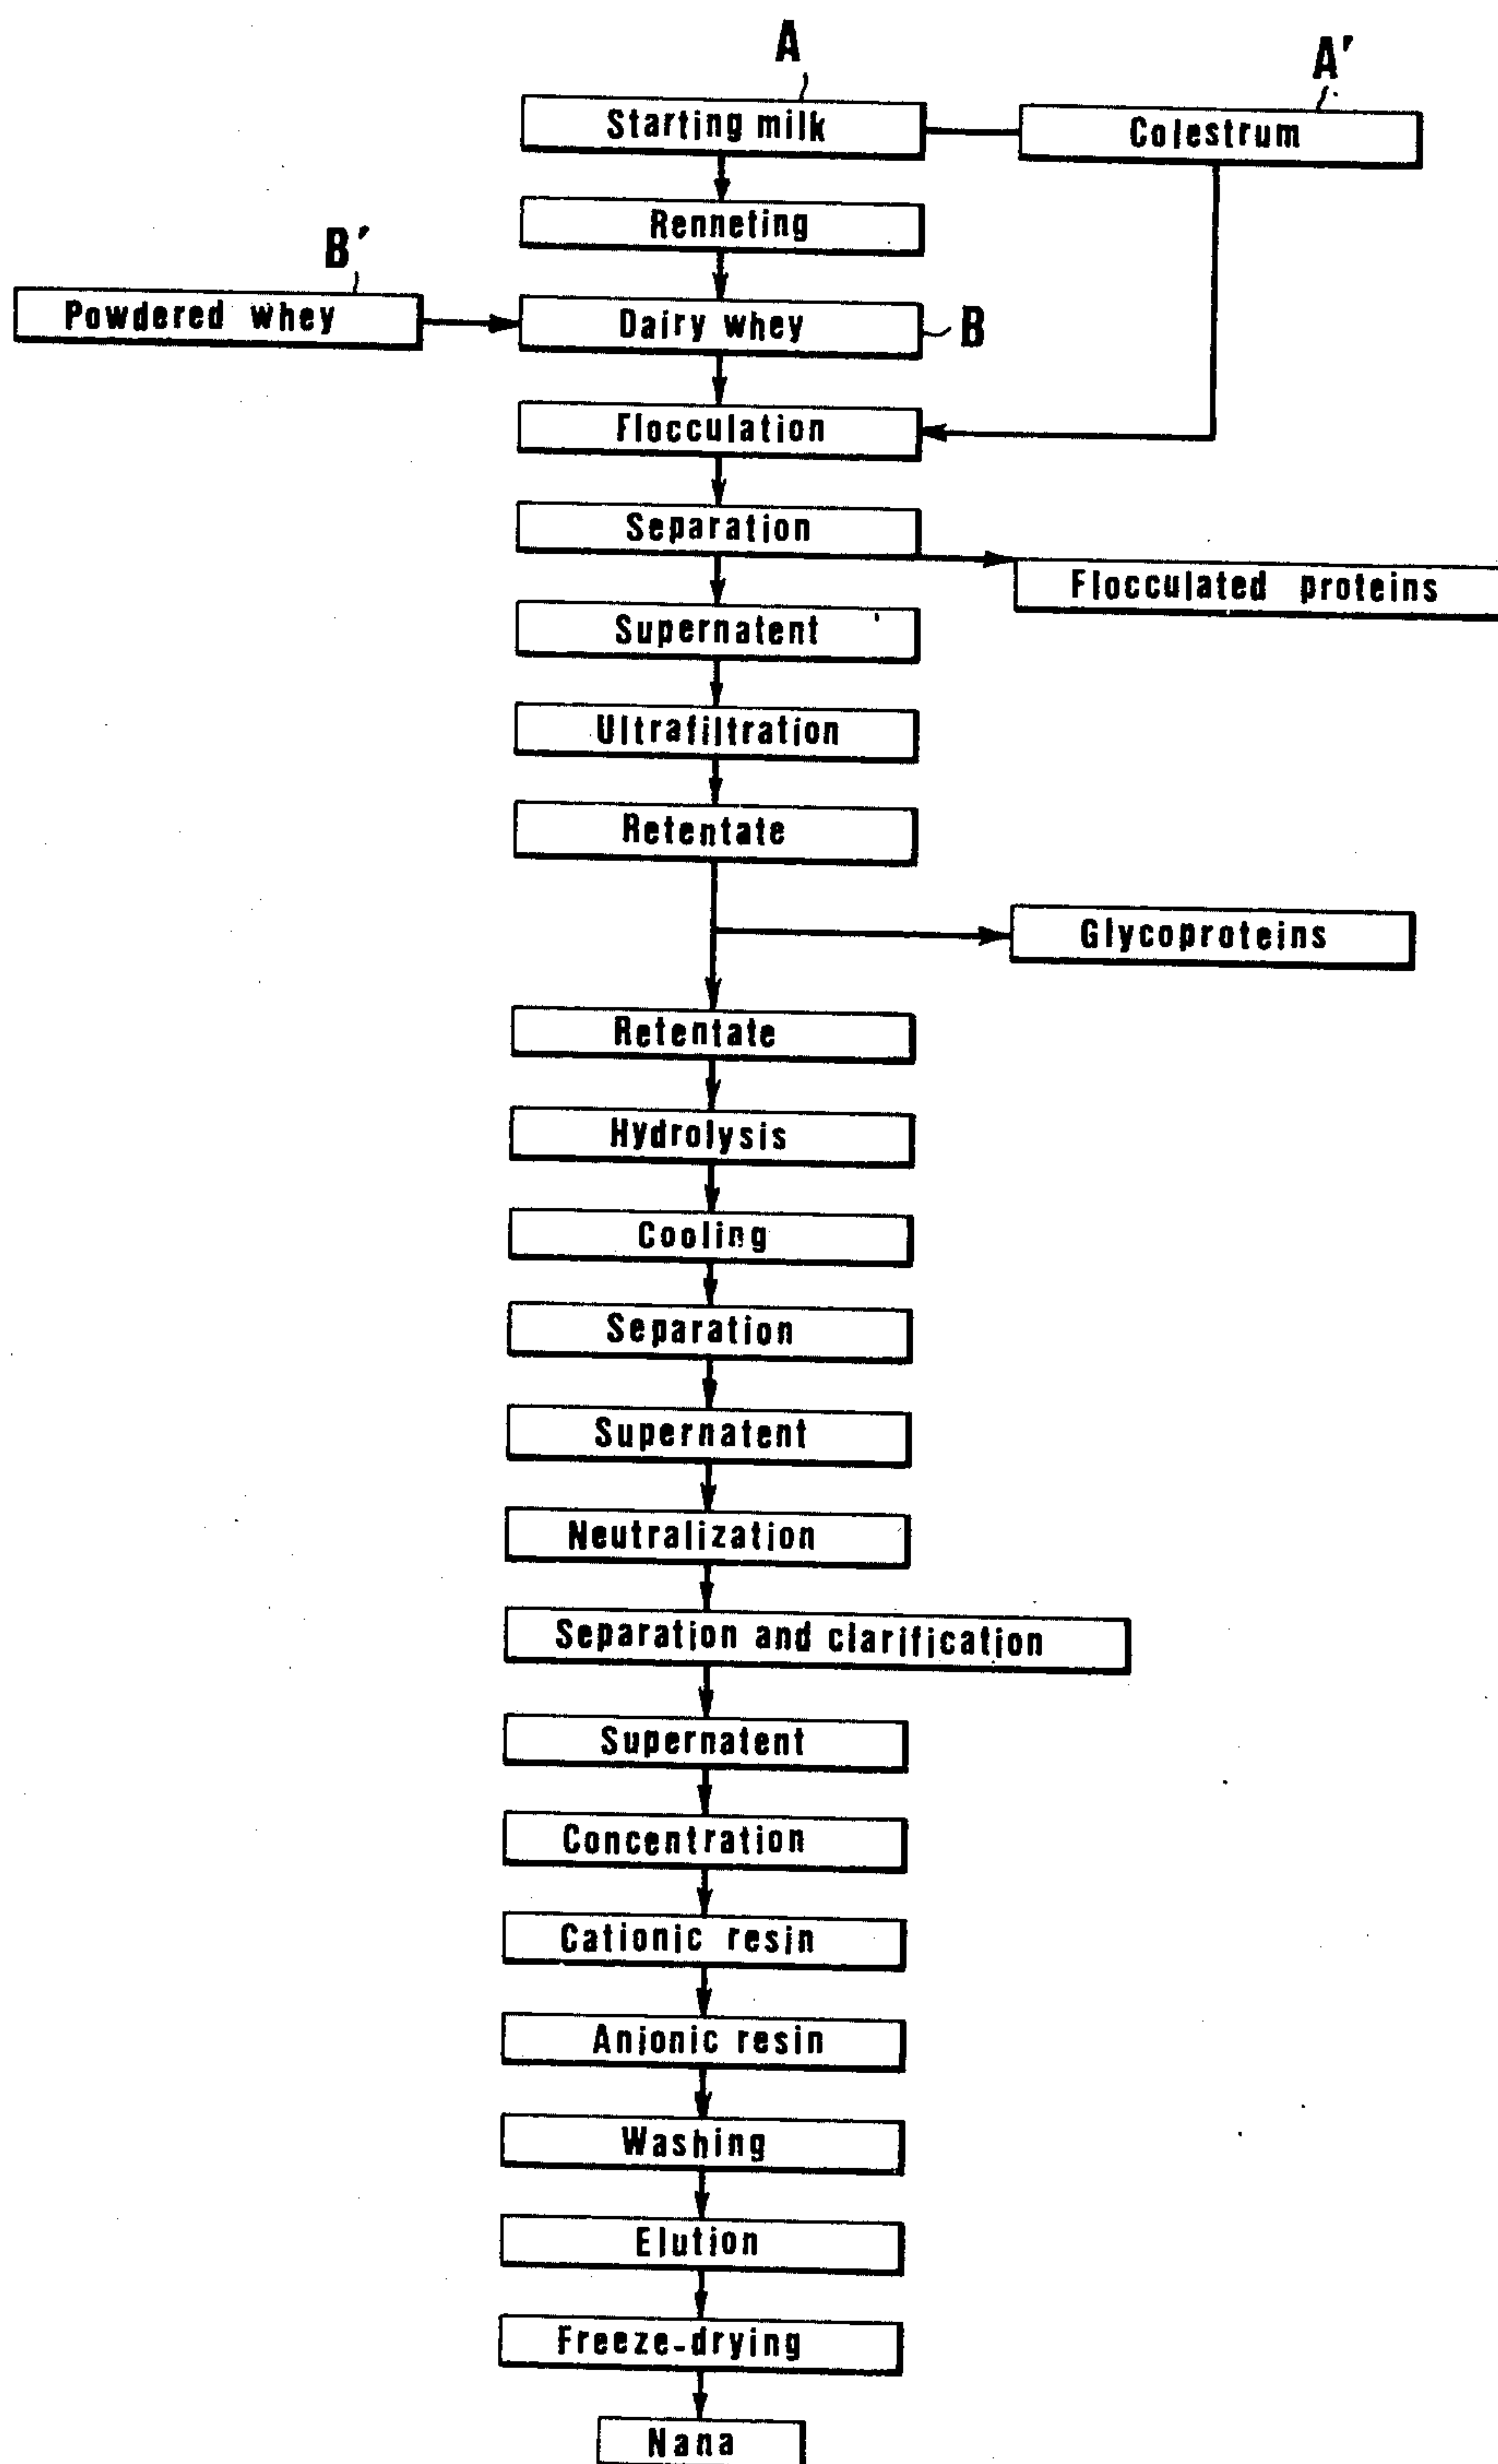 A
A'
Starting milk
Colestrum
Renneting
B'
Powdered whey
Dairy whey
B
Flocculation
Separation
Flocculated proteins
Supernatent
Ultrafiltration
Retentate
Glycoproteins
Retentate
Hydrolysis
Cooling
Separation
Supernatent
Neutralization
Separation and clarification
Supernatent
Concentration
Cationic resin
Anionic resin
Washing
Elution
Freeze-drying
Nana